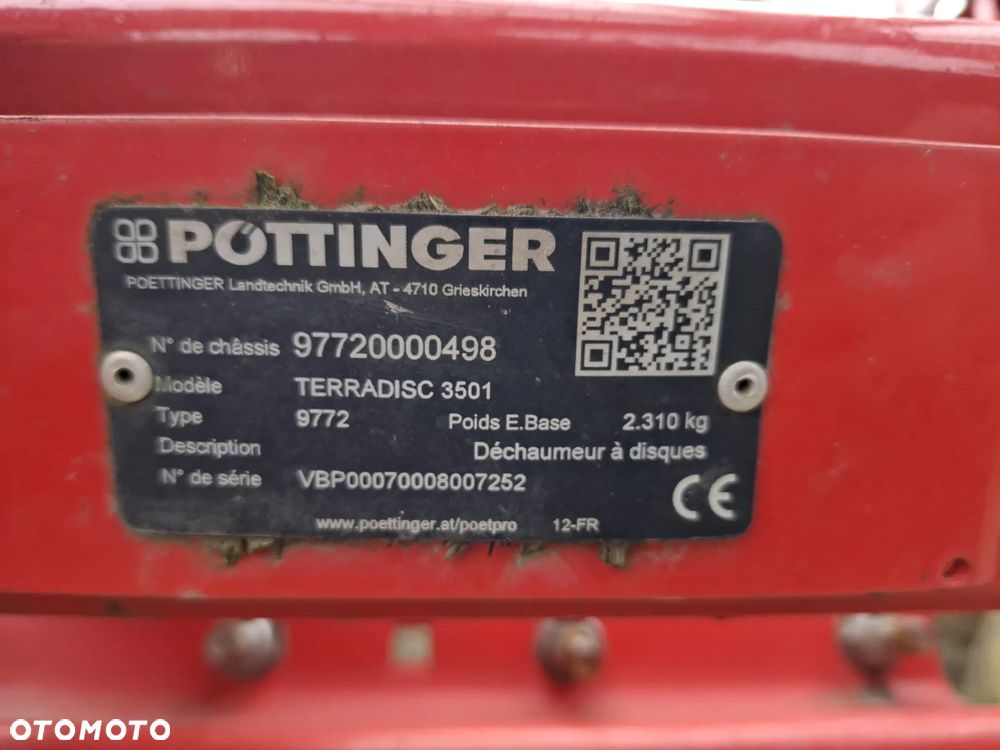 PÖTTINGER
POETTINGER Landtechnik GmbH, AT - 4710 Grieskirchen
N° de châssis 97720000498
Modèle TERRADISC 3501
Type 9772 Poids E.Base 2.310 kg
Description Déchaumeur à disques
N° de série VBP00070008007252
CE
www.poettinger.at/poetpro 12-FR
OTOMOTO